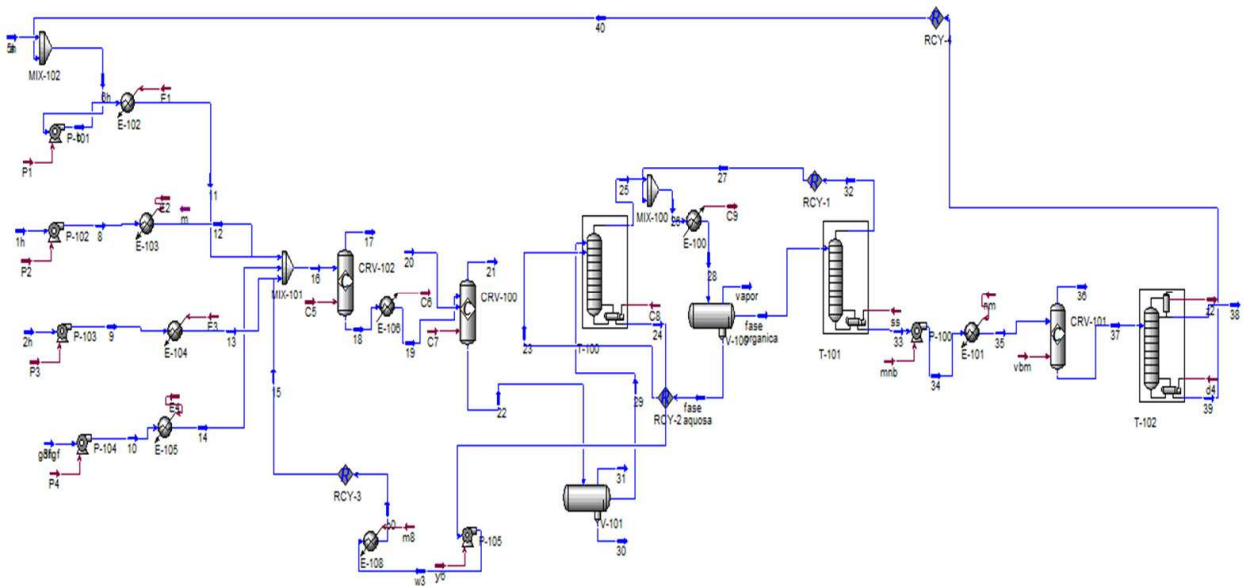 40
RCY-4
MIX-102
E1
E-102
P-101
P1
11
E2
m
1h
P-102
8
E-103
12
P2
2h
P-103
9
E-104
E3
13
P3
P-104
10
E-105
14
P4
MIX-101
16
17
CRV-102
C5
18
E-106
C6
19
20
21
CRV-100
C7
22
15
RCY-3
E-108
m8
w3
P-105
23
T-100
C8
24
25
MIX-100
26
27
RCY-1
32
E-100
C9
28
vapor
fase
organica
V-100
fase
aquosa
RCY-2
29
31
V-101
30
T-101
ss
33
P-100
mnb
34
nm
E-101
35
36
CRV-101
vbm
37
T-102
38
d4
39